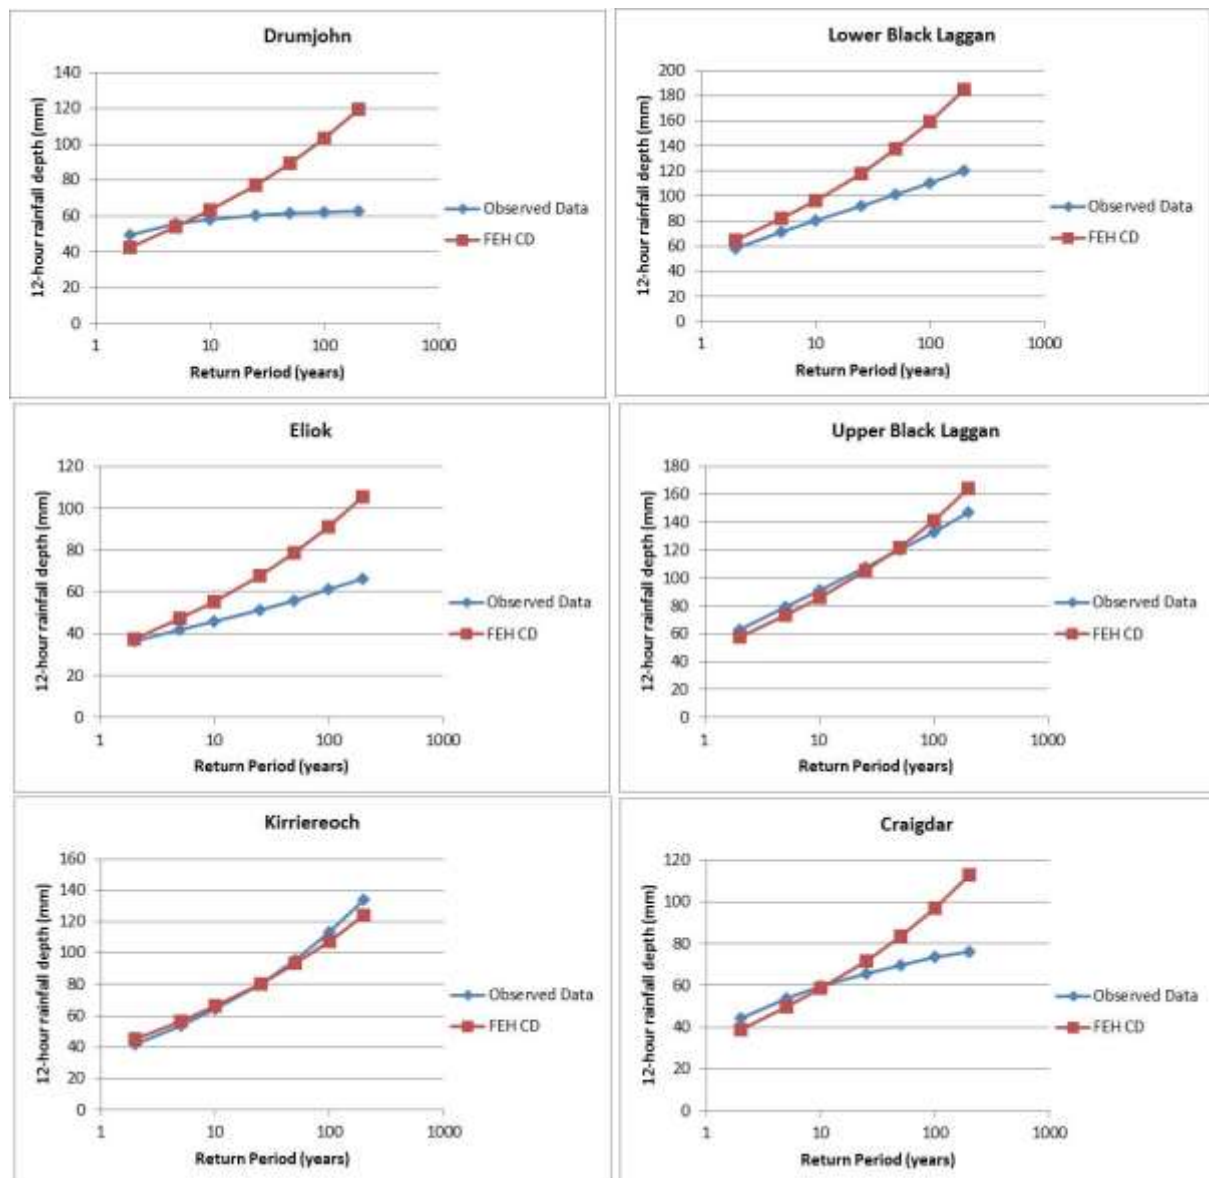 Drumjohn
12-hour rainfall depth (mm)
140
120
100
80
60
40
20
0
1
10
100
1000
Return Period (years)
Observed Data
FEH CD
Lower Black Laggan
12-hour rainfall depth (mm)
200
180
160
140
120
100
80
60
40
20
0
1
10
100
1000
Return Period (years)
Observed Data
FEH CD
Eliok
12-hour rainfall depth (mm)
120
100
80
60
40
20
0
1
10
100
1000
Return Period (years)
Observed Data
FEH CD
Upper Black Laggan
12-hour rainfall depth (mm)
180
160
140
120
100
80
60
40
20
0
1
10
100
1000
Return Period (years)
Observed Data
FEH CD
Kirriereoch
12-hour rainfall depth (mm)
160
140
120
100
80
60
40
20
0
1
10
100
1000
Return Period (years)
Observed Data
FEH CD
Craigdar
12-hour rainfall depth (mm)
120
100
80
60
40
20
0
1
10
100
1000
Return Period (years)
Observed Data
FEH CD